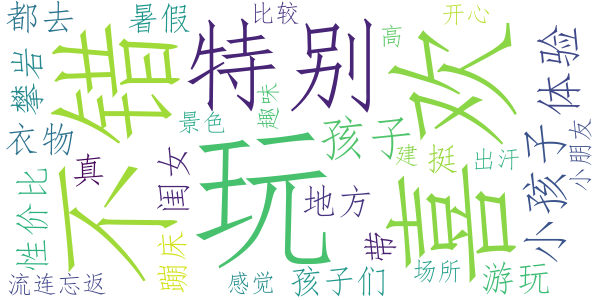 都去
暑假
比较
开心
特别
高
攀岩
不错
喜欢
体验
趣味
景色
衣物
孩子
小朋友
真
闺女
玩
建
挺
出汗
小孩子
性价比
地方
带
蹦床
场所
游玩
流连忘返
感觉
孩子们